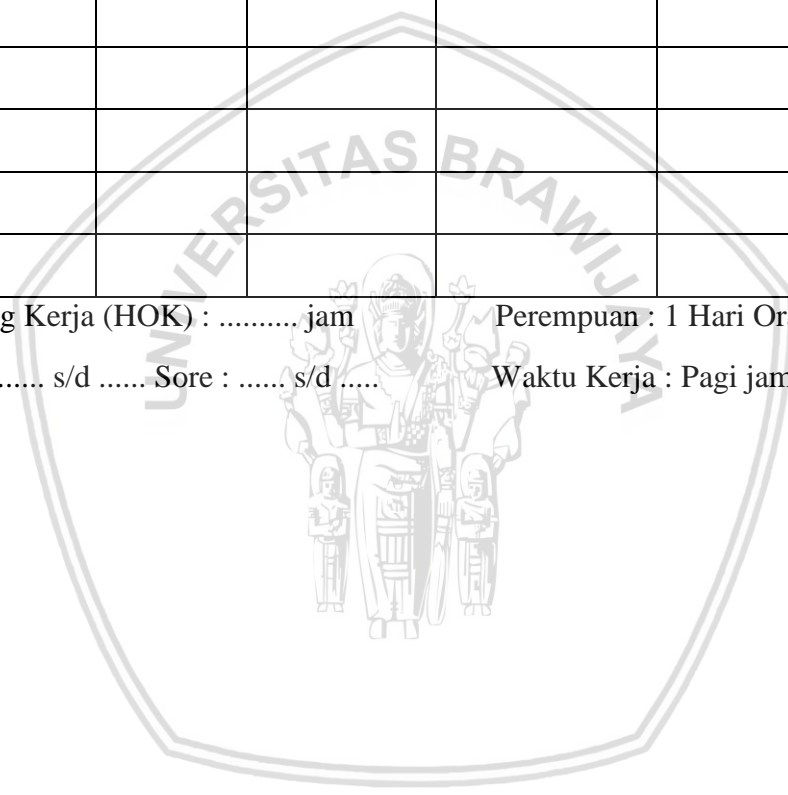 UNIVERSITAS BRAWIJAYA
g Kerja (HOK) : .......... jam Perempuan : 1 Hari Or
...... s/d ...... Sore : ...... s/d ..... Waktu Kerja : Pagi jam